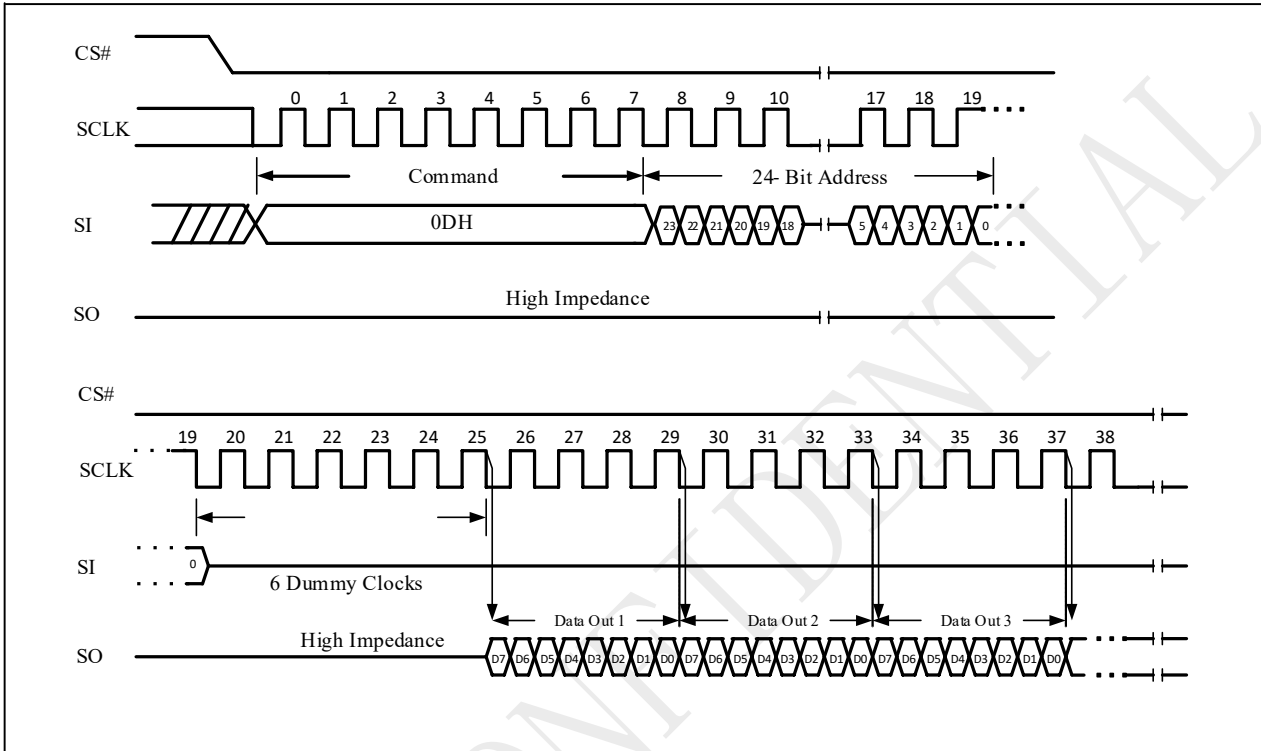 CS#
0 1 2 3 4 5 6 7 8 9 10 17 18 19
SCLK
Command 24- Bit Address
SI 0DH 23 22 21 20 19 18 5 4 3 2 1 0
High Impedance
SO
CS#
19 20 21 22 23 24 25 26 27 28 29 30 31 32 33 34 35 36 37 38
SCLK
SI 0
6 Dummy Clocks
Data Out 1 Data Out 2 Data Out 3
High Impedance
SO D7 D6 D5 D4 D3 D2 D1 D0 D7 D6 D5 D4 D3 D2 D1 D0 D7 D6 D5 D4 D3 D2 D1 D0
ONFIDENTIAL